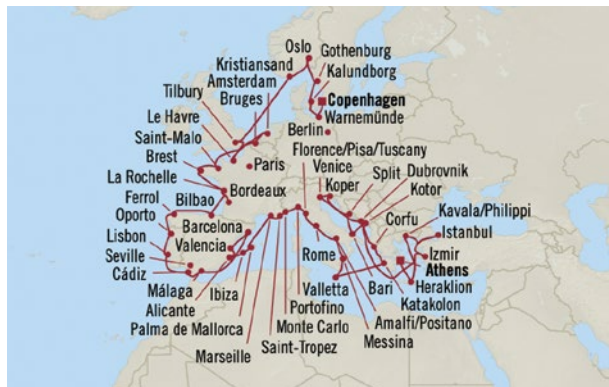 Oslo
Gothenburg
Kristiansand
Kalundborg
Amsterdam
Tilbury
Bruges
Copenhagen
Le Havre
Warnemünde
Saint-Malo
Berlin
Brest
Paris
Florence/Pisa/Tuscany
La Rochelle
Venice
Split
Dubrovnik
Koper
Kotor
Ferrol
Bilbao
Bordeaux
Oporto
Corfu
Kavala/Philippi
Barcelona
Istanbul
Lisbon
Valencia
Seville
Rome
Izmir
Cádiz
Athens
Málaga
Ibiza
Valletta
Bari
Heraklion
Alicante
Portofino
Katakolon
Palma de Mallorca
Monte Carlo
Amalfi/Positano
Marseille
Saint-Tropez
Messina